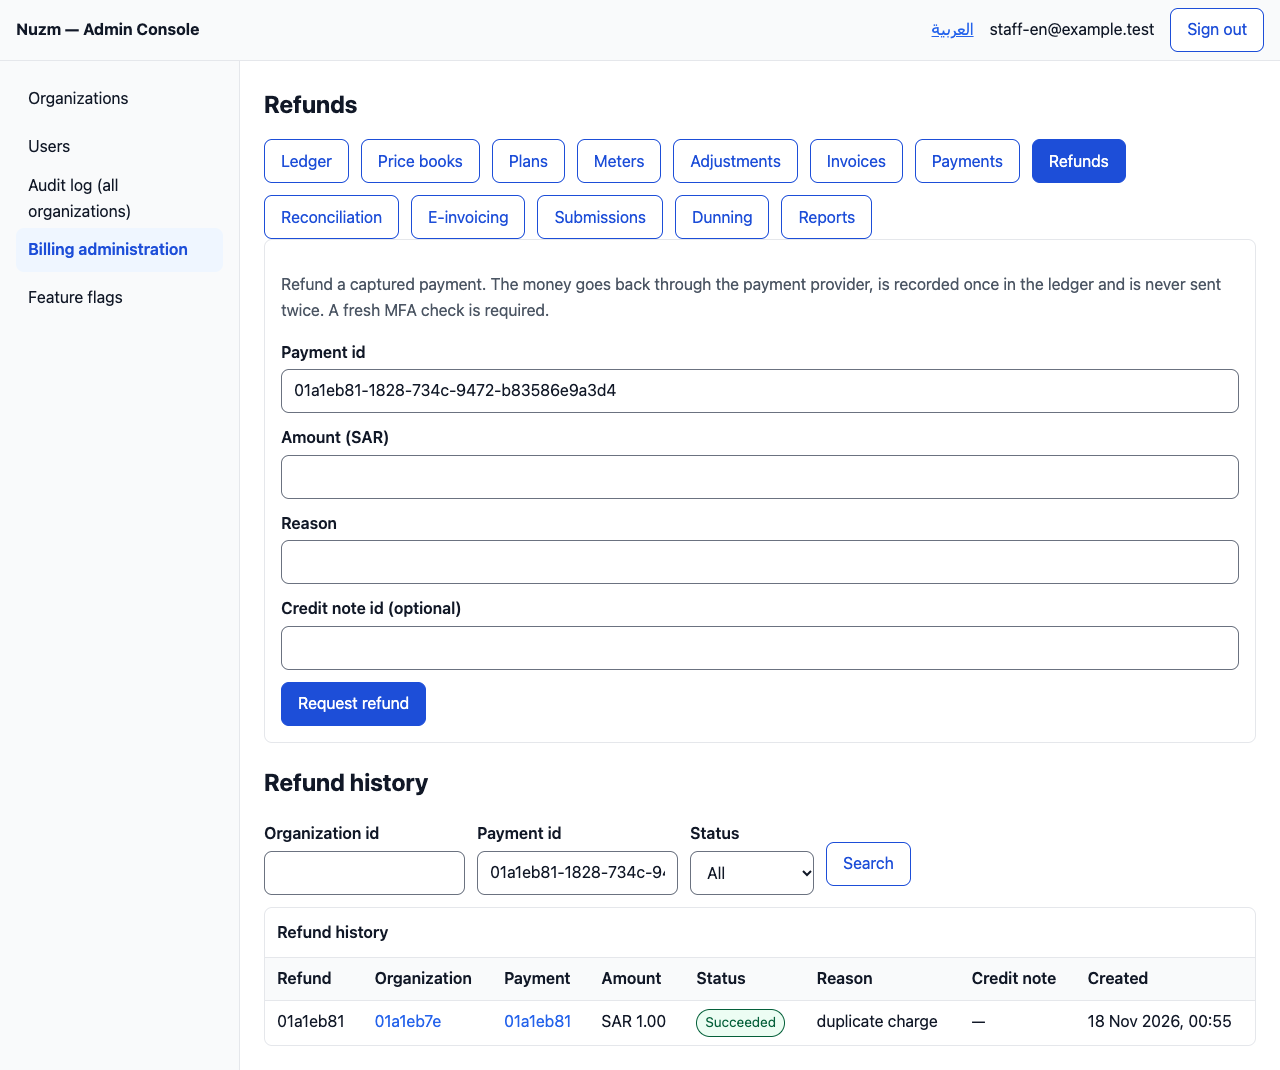 Nuzm — Admin Console
العربية
staff-en@example.test
Sign out
Organizations
Users
Audit log (all
organizations)
Billing administration
Feature flags
Refunds
Ledger
Price books
Plans
Meters
Adjustments
Invoices
Payments
Refunds
Reconciliation
E-invoicing
Submissions
Dunning
Reports
Refund a captured payment. The money goes back through the payment provider, is recorded once in the ledger and is never sent
twice. A fresh MFA check is required.
Payment id
01a1eb81-1828-734c-9472-b83586e9a3d4
Amount (SAR)
Reason
Credit note id (optional)
Request refund
Refund history
Organization id
Payment id
Status
01a1eb81-1828-734c-94
All
Search
Refund history
Refund Organization Payment Amount Status Reason Credit note Created
01a1eb81 01a1eb7e 01a1eb81 SAR 1.00 Succeeded duplicate charge — 18 Nov 2026, 00:55